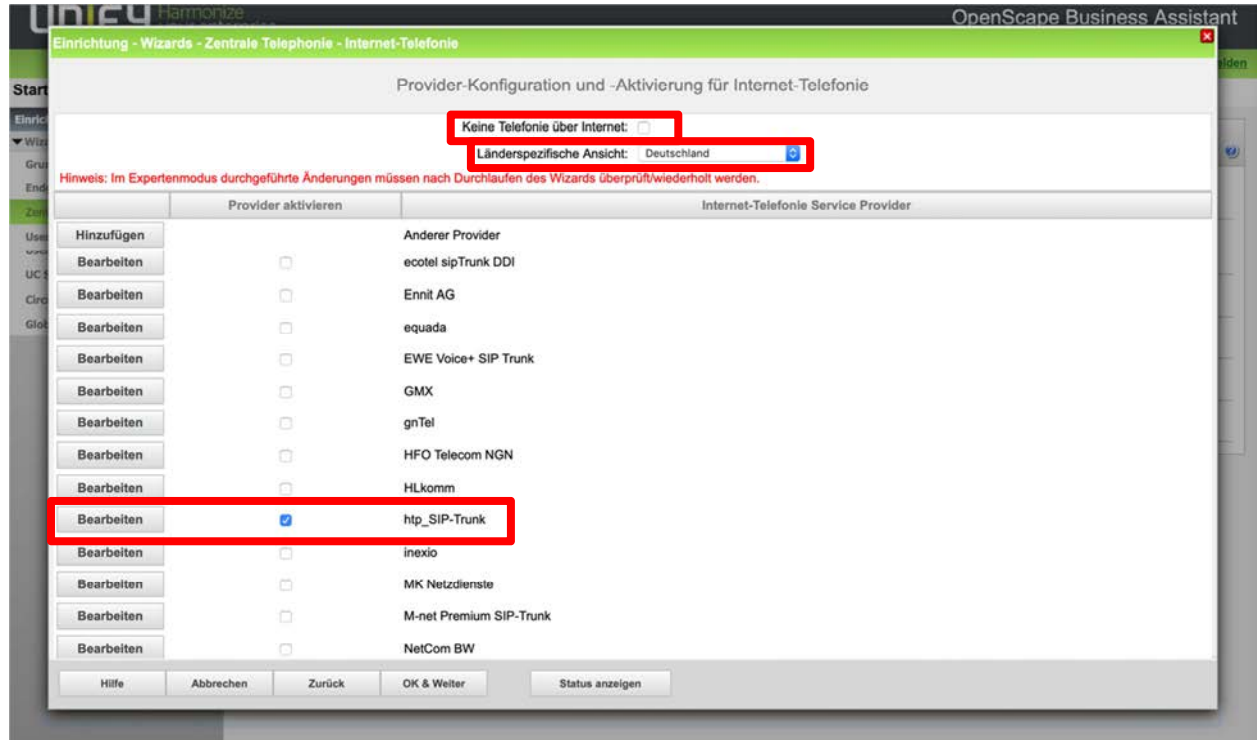 unify Harmonize
OpenScape Business Assistant
Einrichtung - Wizards - Zentrale Telephonie - Internet-Telefonie
Start
Provider-Konfiguration und -Aktivierung für Internet-Telefonie
Keine Telefonie über Internet:
Länderspezifische Ansicht: Deutschland
Hinweis: Im Expertenmodus durchgeführte Änderungen müssen nach Durchlaufen des Wizards überprüft/wiederholt werden.
Provider aktivieren Internet-Telefonie Service Provider
Hinzufügen Anderer Provider
Bearbeiten ecotel sipTrunk DDI
Bearbeiten Ennit AG
Bearbeiten equada
Bearbeiten EWE Voice+ SIP Trunk
Bearbeiten GMX
Bearbeiten gnTel
Bearbeiten HFO Telecom NGN
Bearbeiten HLkomm
Bearbeiten htp_SIP-Trunk
Bearbeiten inexio
Bearbeiten MK Netzdienste
Bearbeiten M-net Premium SIP-Trunk
Bearbeiten NetCom BW
Hilfe Abbrechen Zurück OK & Weiter Status anzeigen